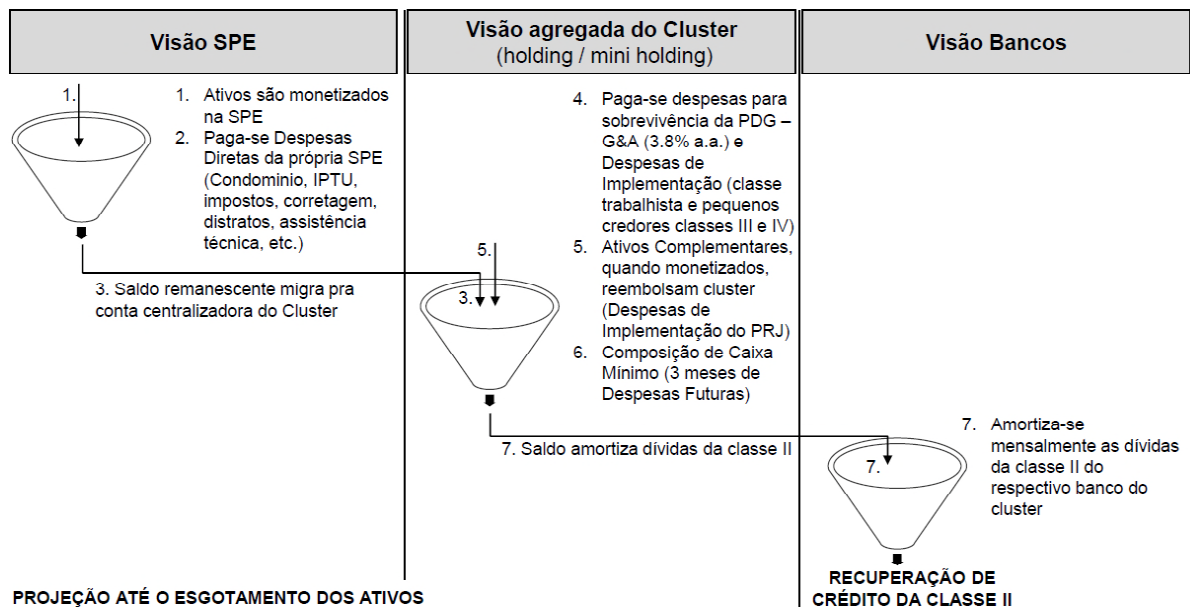 Visão SPE
Visão agregada do Cluster
(holding / mini holding)
Visão Bancos
1.
1. Ativos são monetizados
na SPE
2. Paga-se Despesas
Diretas da própria SPE
(Condominio, IPTU,
impostos, corretagem,
distratos, assistência
técnica, etc.)
3. Saldo remanescente migra pra
conta centralizadora do Cluster
5.
3.
4. Paga-se despesas para
sobrevivência da PDG –
G&A (3.8% a.a.) e
Despesas de
Implementação (classe
trabalhista e pequenos
credores classes III e IV)
5. Ativos Complementares,
quando monetizados,
reembolsam cluster
(Despesas de
Implementação do PRJ)
6. Composição de Caixa
Mínimo (3 meses de
Despesas Futuras)
7. Saldo amortiza dívidas da classe II
7.
7. Amortiza-se
mensalmente as dívidas
da classe II do
respectivo banco do
cluster
RECUPERAÇÃO DE
CRÉDITO DA CLASSE II
PROJEÇÃO ATÉ O ESGOTAMENTO DOS ATIVOS